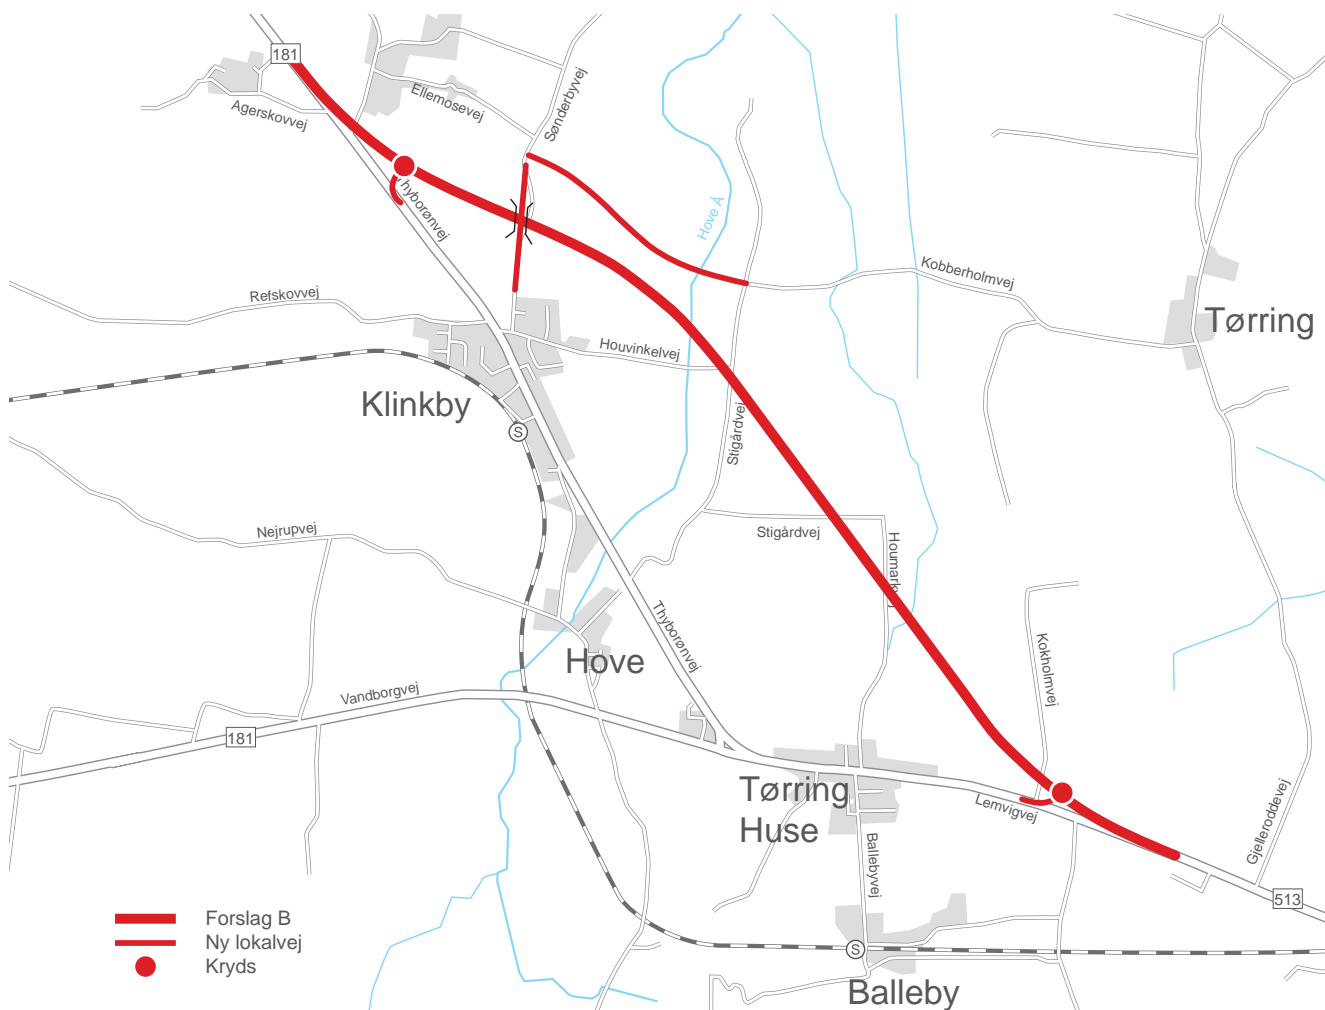 181
Agerskovvej
Ellemosevej
Sønderbyvej
Thyborønvej
Hove Å
Kobberholmvej
Refskovvej
Houvinkelvej
Tørring
Klinkby
S
Stigårdvej
Nejrupvej
Stigårdvej
Thyborønvej
Hove
Kokholmvej
Vandborgvej
181
Tørring
Huse
Lemvigvej
Gjelleroddevej
Ballebyvej
513
Forslag B
Ny lokalvej
Kryds
S
Balleby